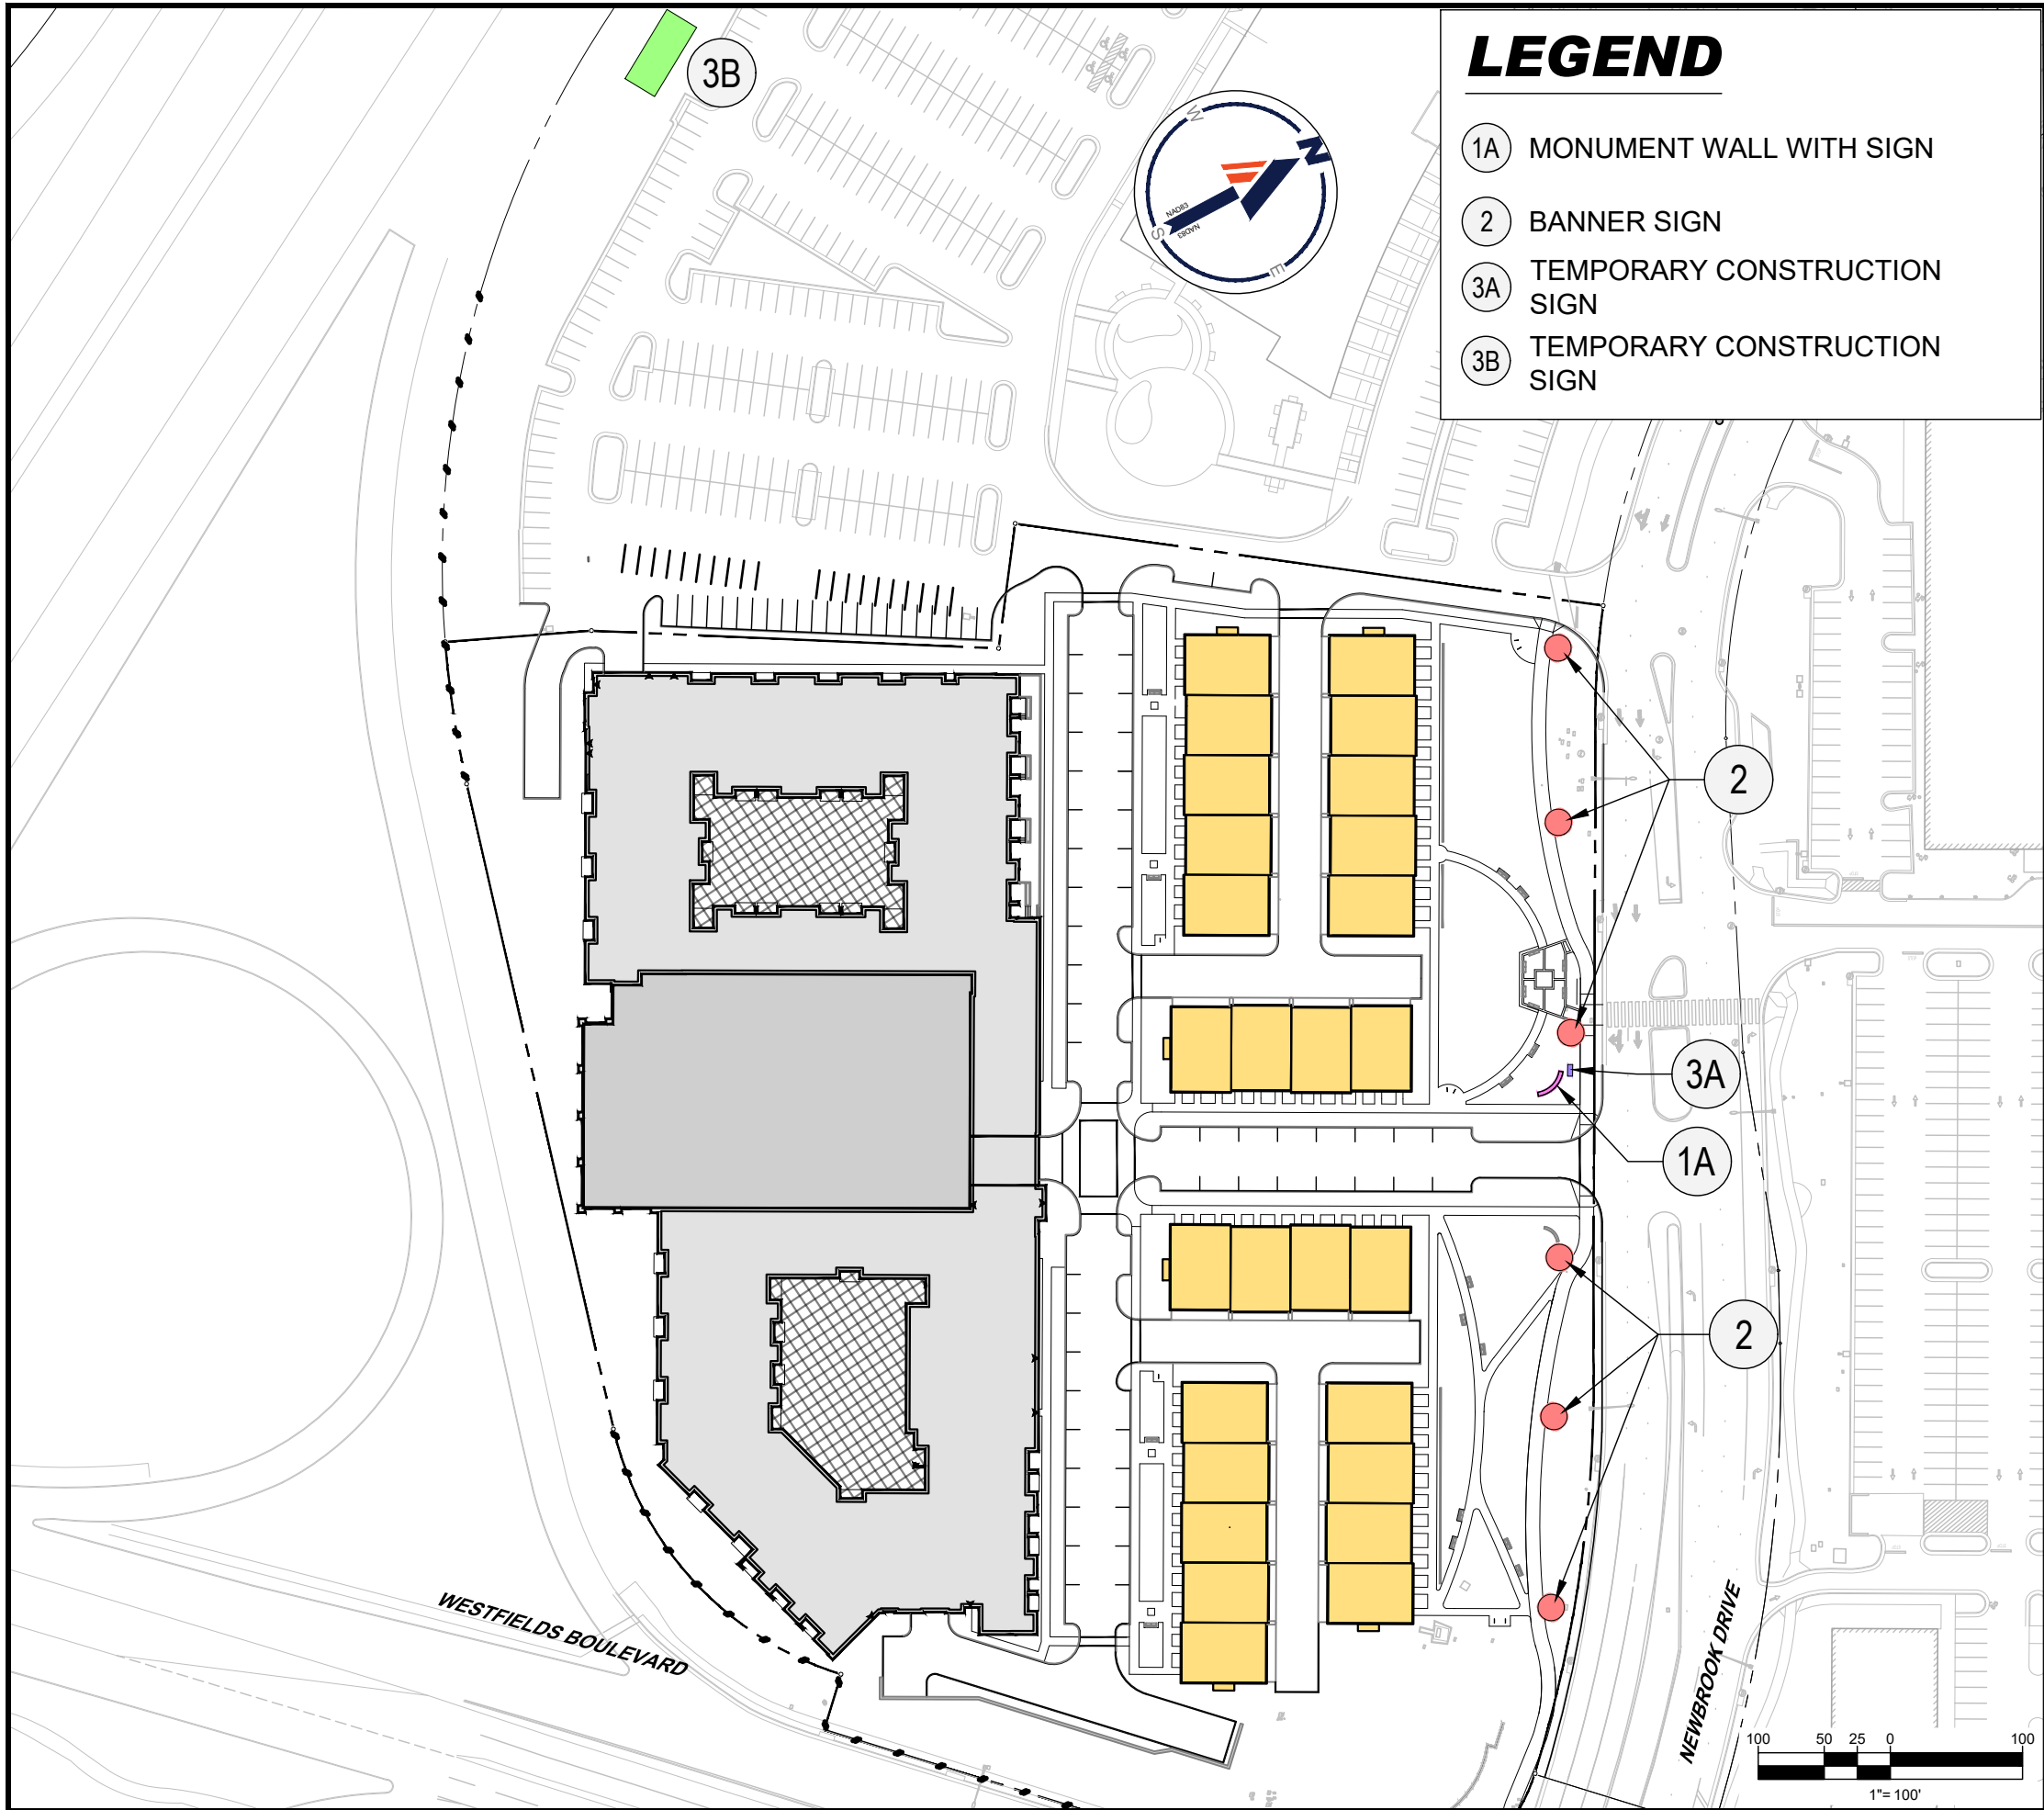 LEGEND
1A MONUMENT WALL WITH SIGN
2 BANNER SIGN
3A TEMPORARY CONSTRUCTION
SIGN
3B TEMPORARY CONSTRUCTION
SIGN
3B
N
W
S
E
NAD83
NAD83
2
3A
1A
2
WESTFIELDS BOULEVARD
NEWBROOK DRIVE
100 50 25 0 100
1"= 100'